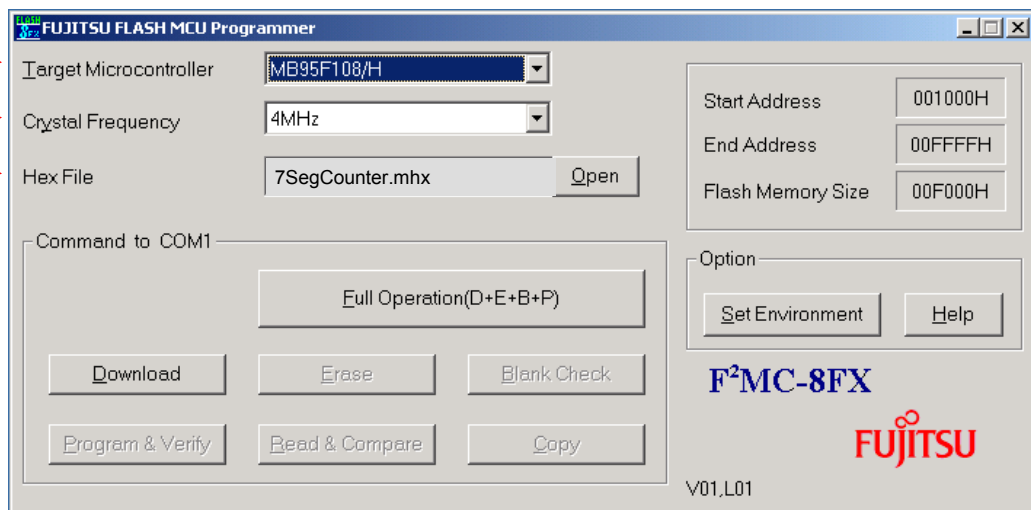 FLASH 8FX FUJITSU FLASH MCU Programmer
Target Microcontroller MB95F108/H
Crystal Frequency 4MHz
Hex File 7SegCounter.mhx Open
Start Address 001000H
End Address 00FFFFH
Flash Memory Size 00F000H
Command to COM1
Full Operation(D+E+B+P)
Download Erase Blank Check
Program & Verify Read & Compare Copy
Option
Set Environment Help
F²MC-8FX
FUJITSU
V01,L01